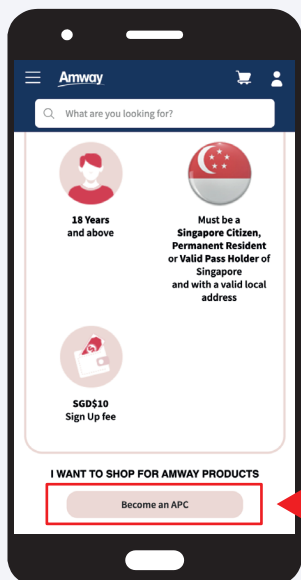 Amway
What are you looking for?
18 Years
and above
Must be a
Singapore Citizen,
Permanent Resident
or Valid Pass Holder of
Singapore
and with a valid local
address
SGD$10
Sign Up fee
I WANT TO SHOP FOR AMWAY PRODUCTS
Become an APC